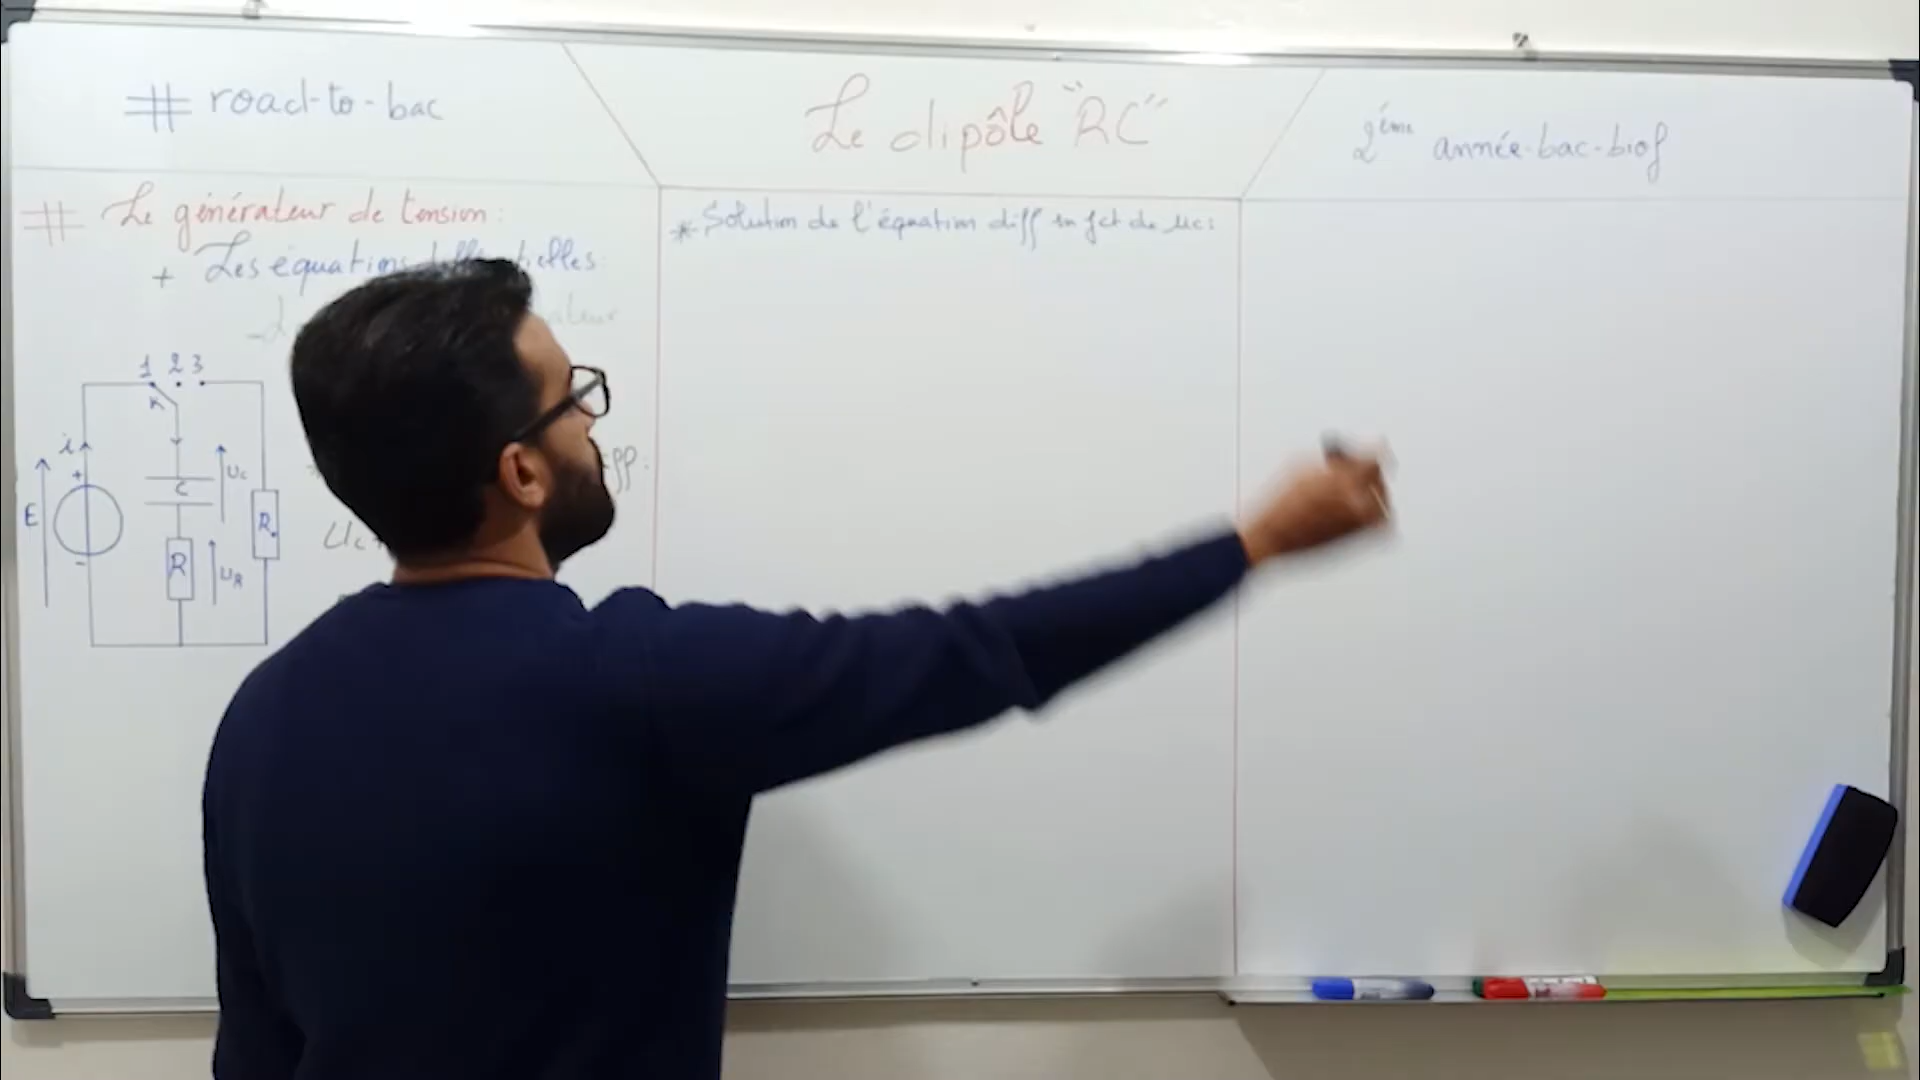 # road-to-bac
Le dipôle "RC"
2ème année-bac-biof
# Le générateur de tension:
+ Les équations
* Solution de l'équation diff en fct de uc:
1 2 3
K
i
+
E
-
C
uc
R
uR
R.
Uc+